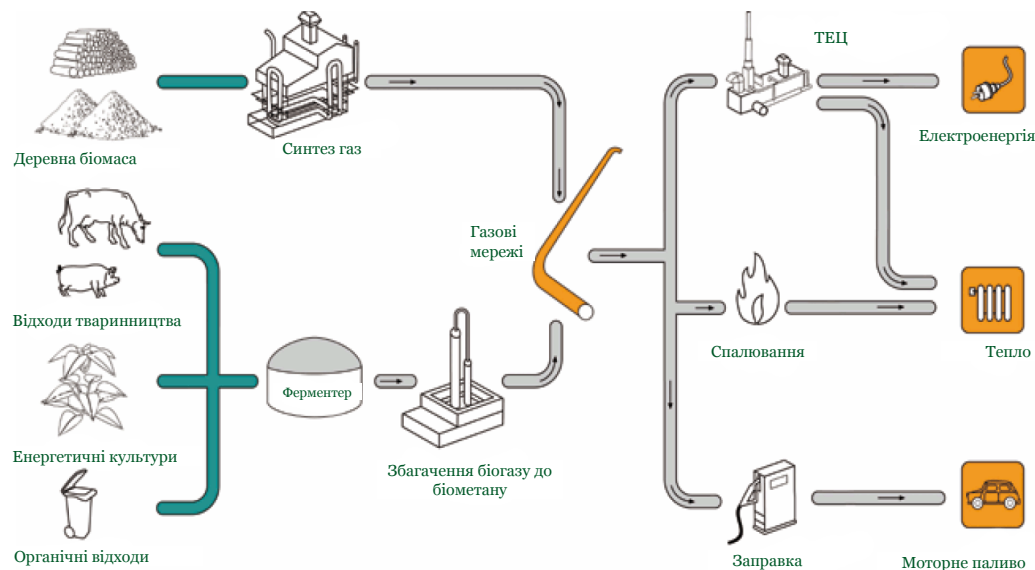 ТЕЦ
Електроенергія
Синтез газ
Деревна біомаса
Газові
мережі
Відходи тваринництва
Спалювання
Тепло
Ферментер
Енергетичні культури
Збагачення біогазу до
біометану
Органічні відходи
Заправка
Моторне паливо